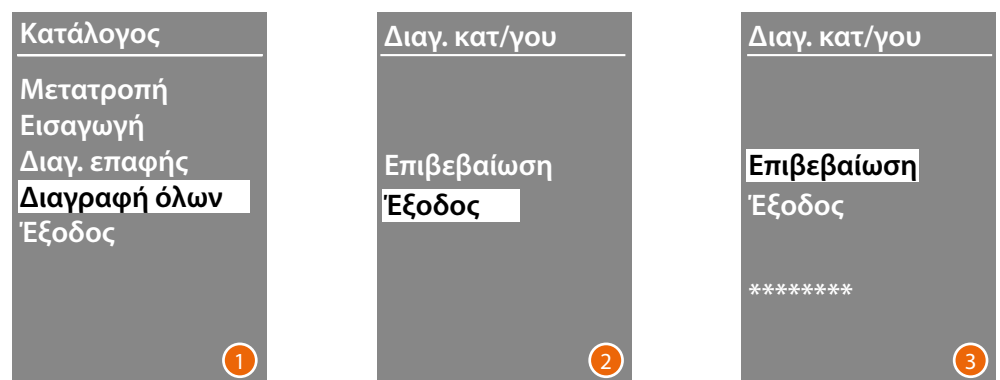 Κατάλογος
Μετατροπή
Εισαγωγή
Διαγ. επαφής
Διαγραφή όλων
Έξοδος
1
Διαγ. κατ/γου
Επιβεβαίωση
Έξοδος
2
Διαγ. κατ/γου
Επιβεβαίωση
Έξοδος
********
3